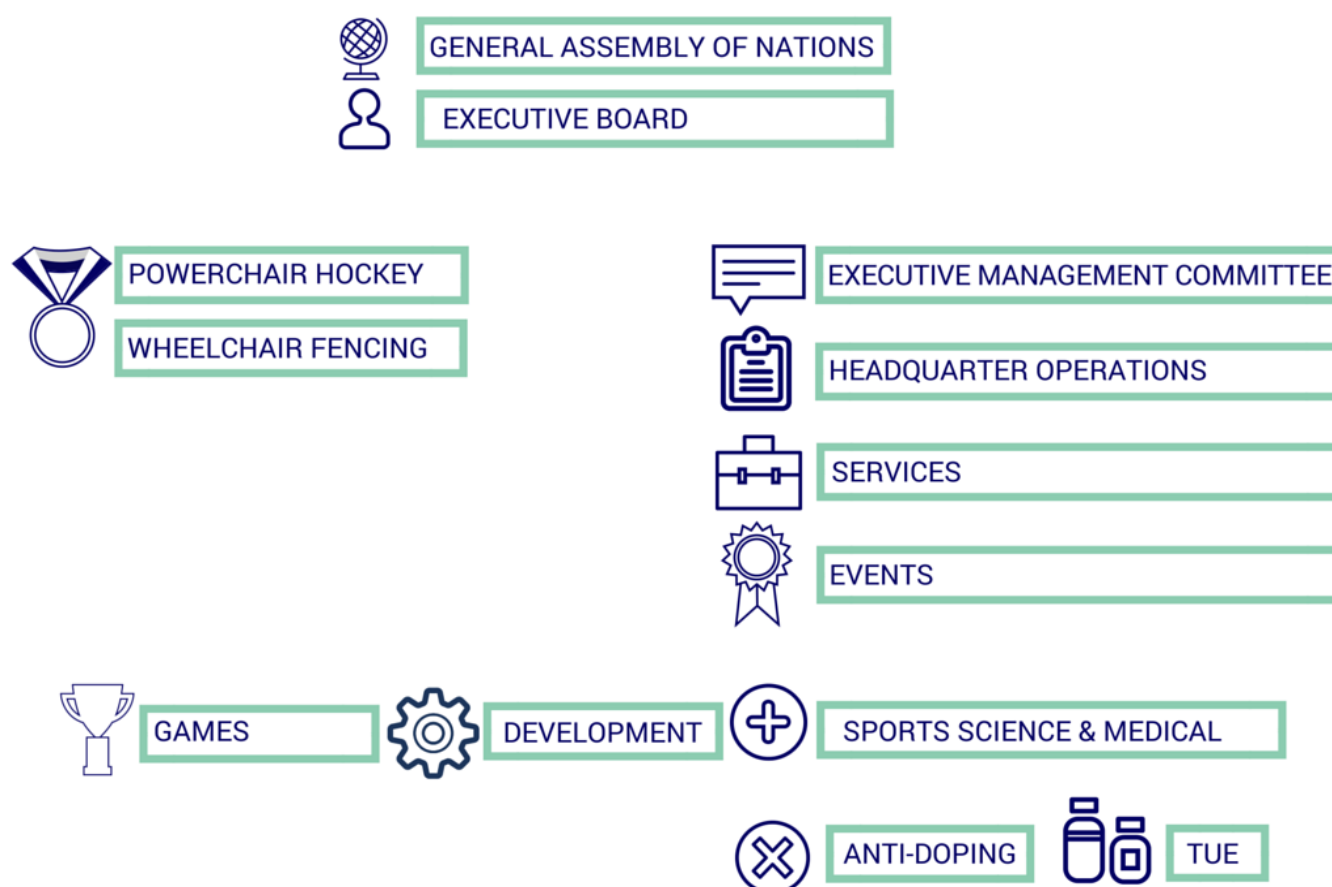 GENERAL ASSEMBLY OF NATIONS
EXECUTIVE BOARD
POWERCHAIR HOCKEY
WHEELCHAIR FENCING
EXECUTIVE MANAGEMENT COMMITTEE
HEADQUARTER OPERATIONS
SERVICES
EVENTS
GAMES
DEVELOPMENT
SPORTS SCIENCE & MEDICAL
ANTI-DOPING
TUE